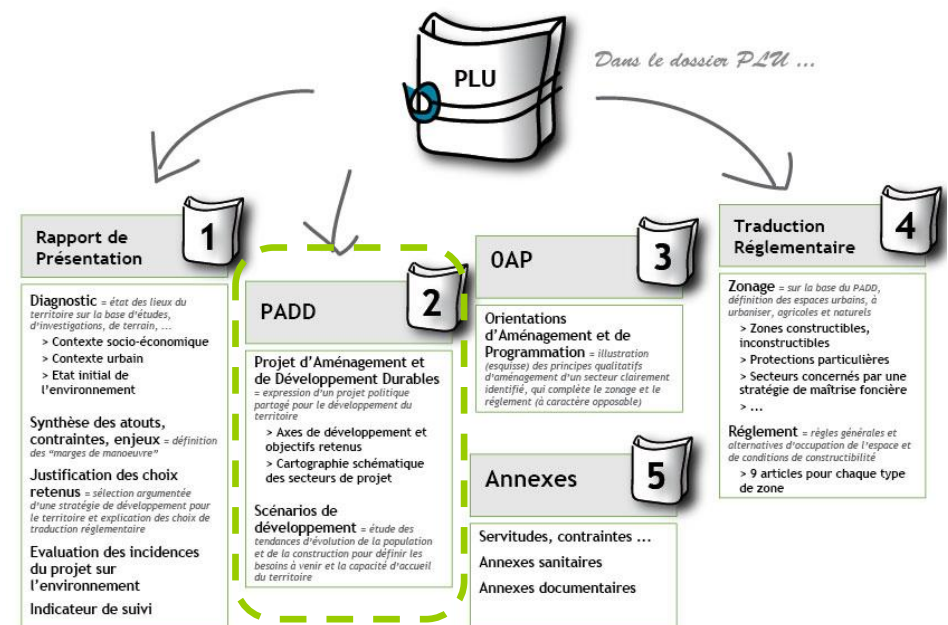 PLU
Dans le dossier PLU ...
Rapport de
Présentation
1
Diagnostic = état des lieux du
territoire sur la base d'études,
d'investigations, de terrain, ...
> Contexte socio-économique
> Contexte urbain
> Etat initial de
l'environnement
Synthèse des atouts,
contraintes, enjeux = définition
des "marges de manoeuvre"
Justification des choix
retenus = sélection argumentée
d'une stratégie de développement pour
le territoire et explication des choix de
traduction réglementaire
Evaluation des incidences
du projet sur
l'environnement
Indicateur de suivi
PADD
2
Projet d'Aménagement et
de Développement Durables
= expression d'un projet politique
partagé pour le développement du
territoire
> Axes de développement et
objectifs retenus
> Cartographie schématique
des secteurs de projet
Scénarios de
développement = étude des
tendances d'évolution de la population
et de la construction pour définir les
besoins à venir et la capacité d'accueil
du territoire
OAP
3
Orientations
d'Aménagement et de
Programmation = illustration
(esquisse) des principes qualitatifs
d'aménagement d'un secteur clairement
identifié, qui complète le zonage et le
réglement (à caractère opposable)
Annexes
5
Servitudes, contraintes ...
Annexes sanitaires
Annexes documentaires
Traduction
Réglementaire
4
Zonage = sur la base du PADD,
définition des espaces urbains, à
urbaniser, agricoles et naturels
> Zones constructibles,
inconstructibles
> Protections particulières
> Secteurs concernés par une
stratégie de maîtrise foncière
> ...
Réglement = règles générales et
alternatives d'occupation de l'espace et
de conditions de constructibilité
> 9 articles pour chaque type
de zone